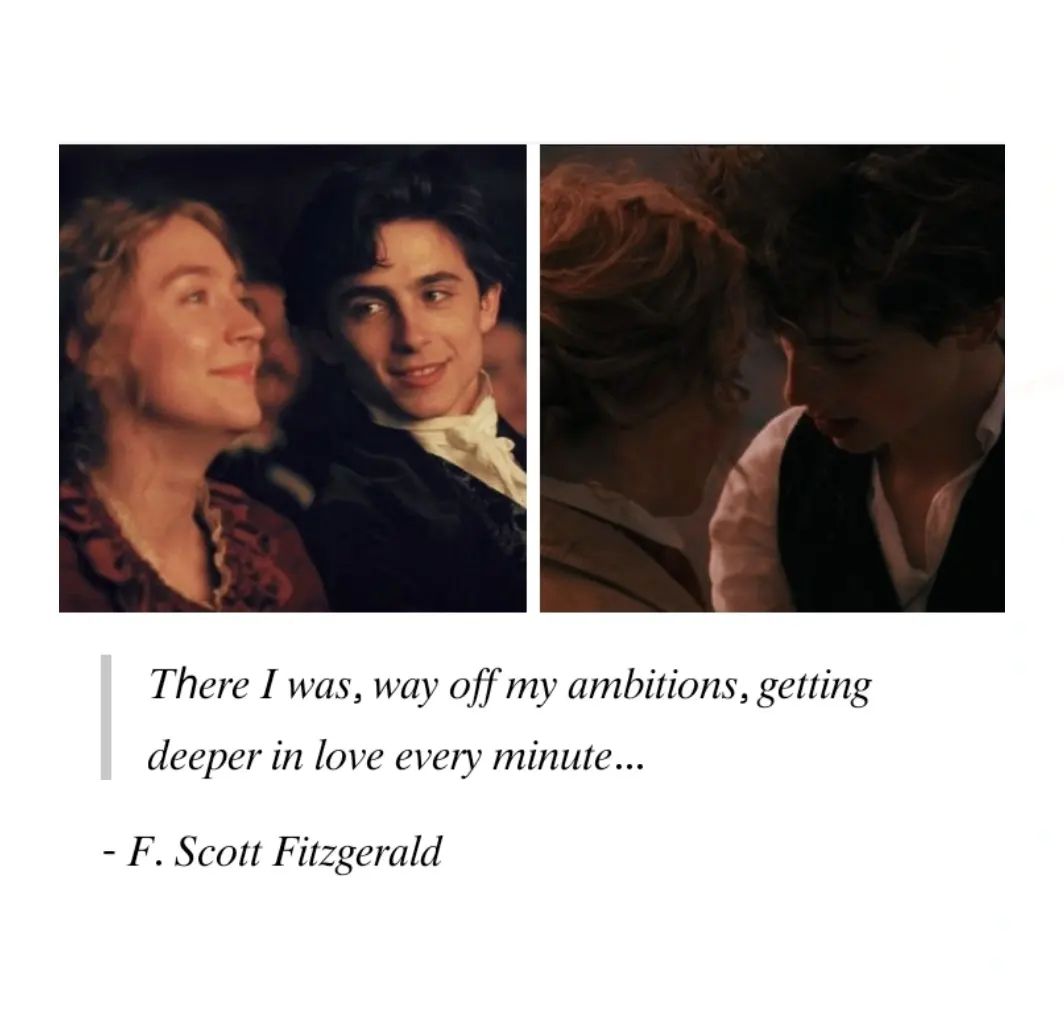 There I was, way off my ambitions, getting
deeper in love every minute...
- F. Scott Fitzgerald